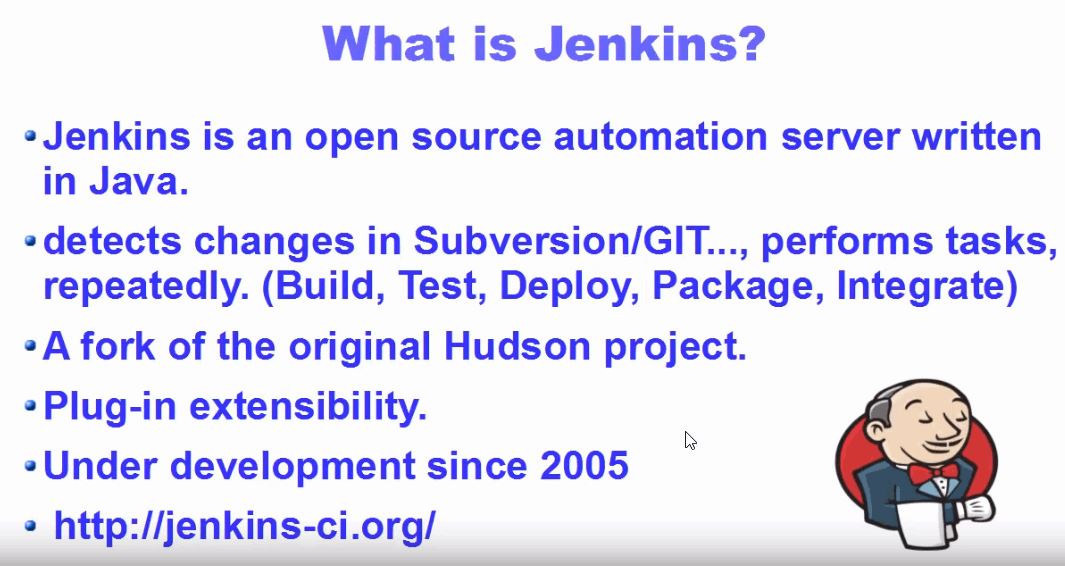 What is Jenkins?
Jenkins is an open source automation server written
in Java.
detects changes in Subversion/GIT..., performs tasks,
repeatedly. (Build, Test, Deploy, Package, Integrate)
A fork of the original Hudson project.
Plug-in extensibility.
Under development since 2005
http://jenkins-ci.org/